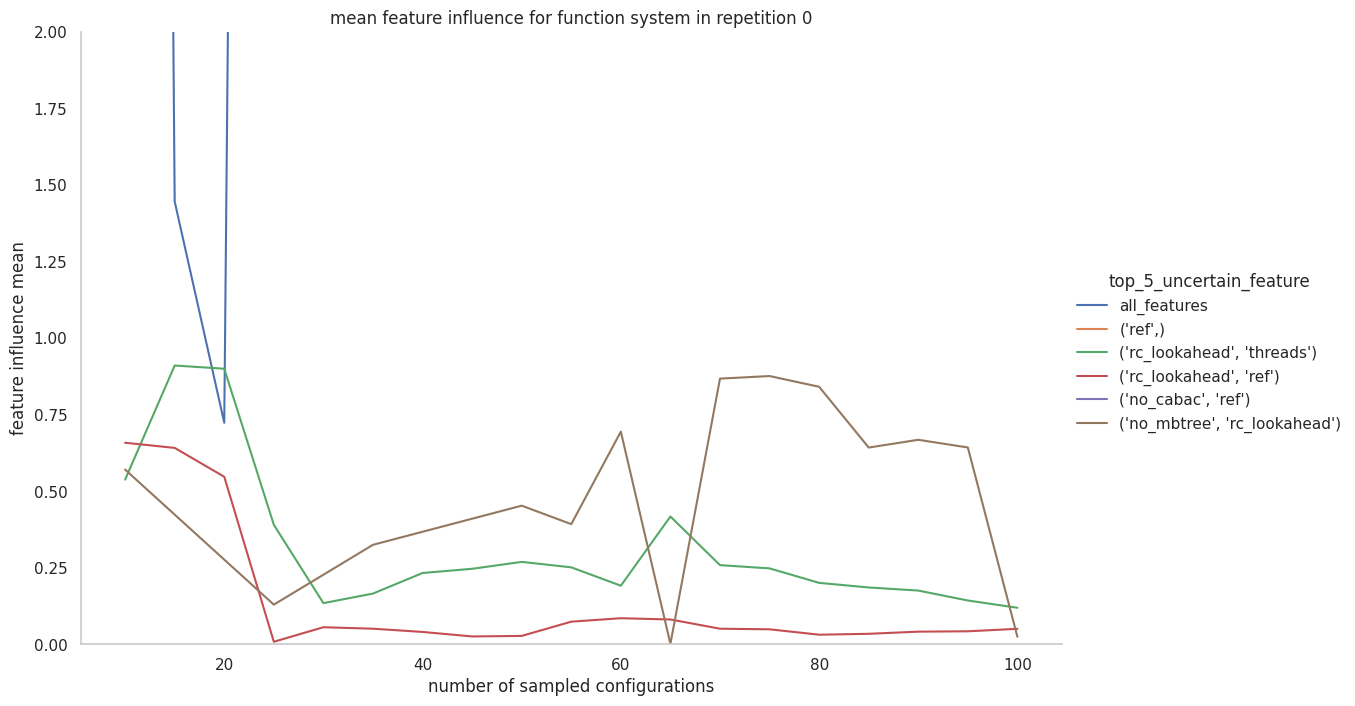 mean feature influence for function system in repetition 0
feature influence mean
2.00
1.75
1.50
1.25
1.00
0.75
0.50
0.25
0.00
20
40
60
80
100
number of sampled configurations
top_5_uncertain_feature
all_features
('ref',)
('rc_lookahead', 'threads')
('rc_lookahead', 'ref')
('no_cabac', 'ref')
('no_mbtree', 'rc_lookahead')